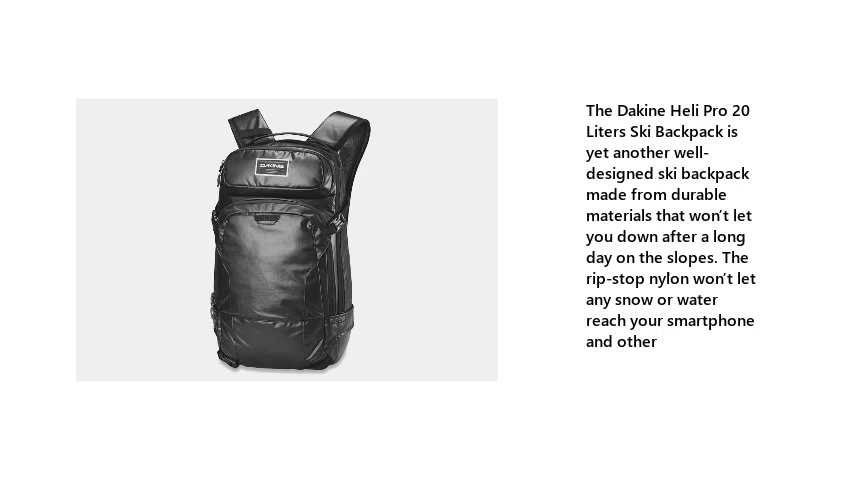 DAKINE
The Dakine Heli Pro 20
Liters Ski Backpack is
yet another well-
designed ski backpack
made from durable
materials that won’t let
you down after a long
day on the slopes. The
rip-stop nylon won’t let
any snow or water
reach your smartphone
and other